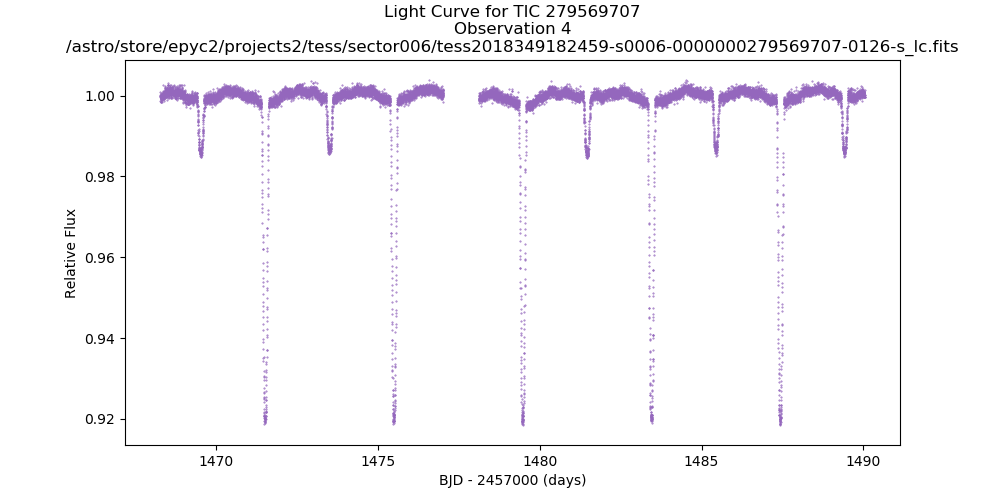 Light Curve for TIC 279569707
Observation 4
/astro/store/epyc2/projects2/tess/sector006/tess2018349182459-s0006-0000000279569707-0126-s_lc.fits
1.00
0.98
0.96
0.94
0.92
Relative Flux
1470
1475
1480
1485
1490
BJD - 2457000 (days)